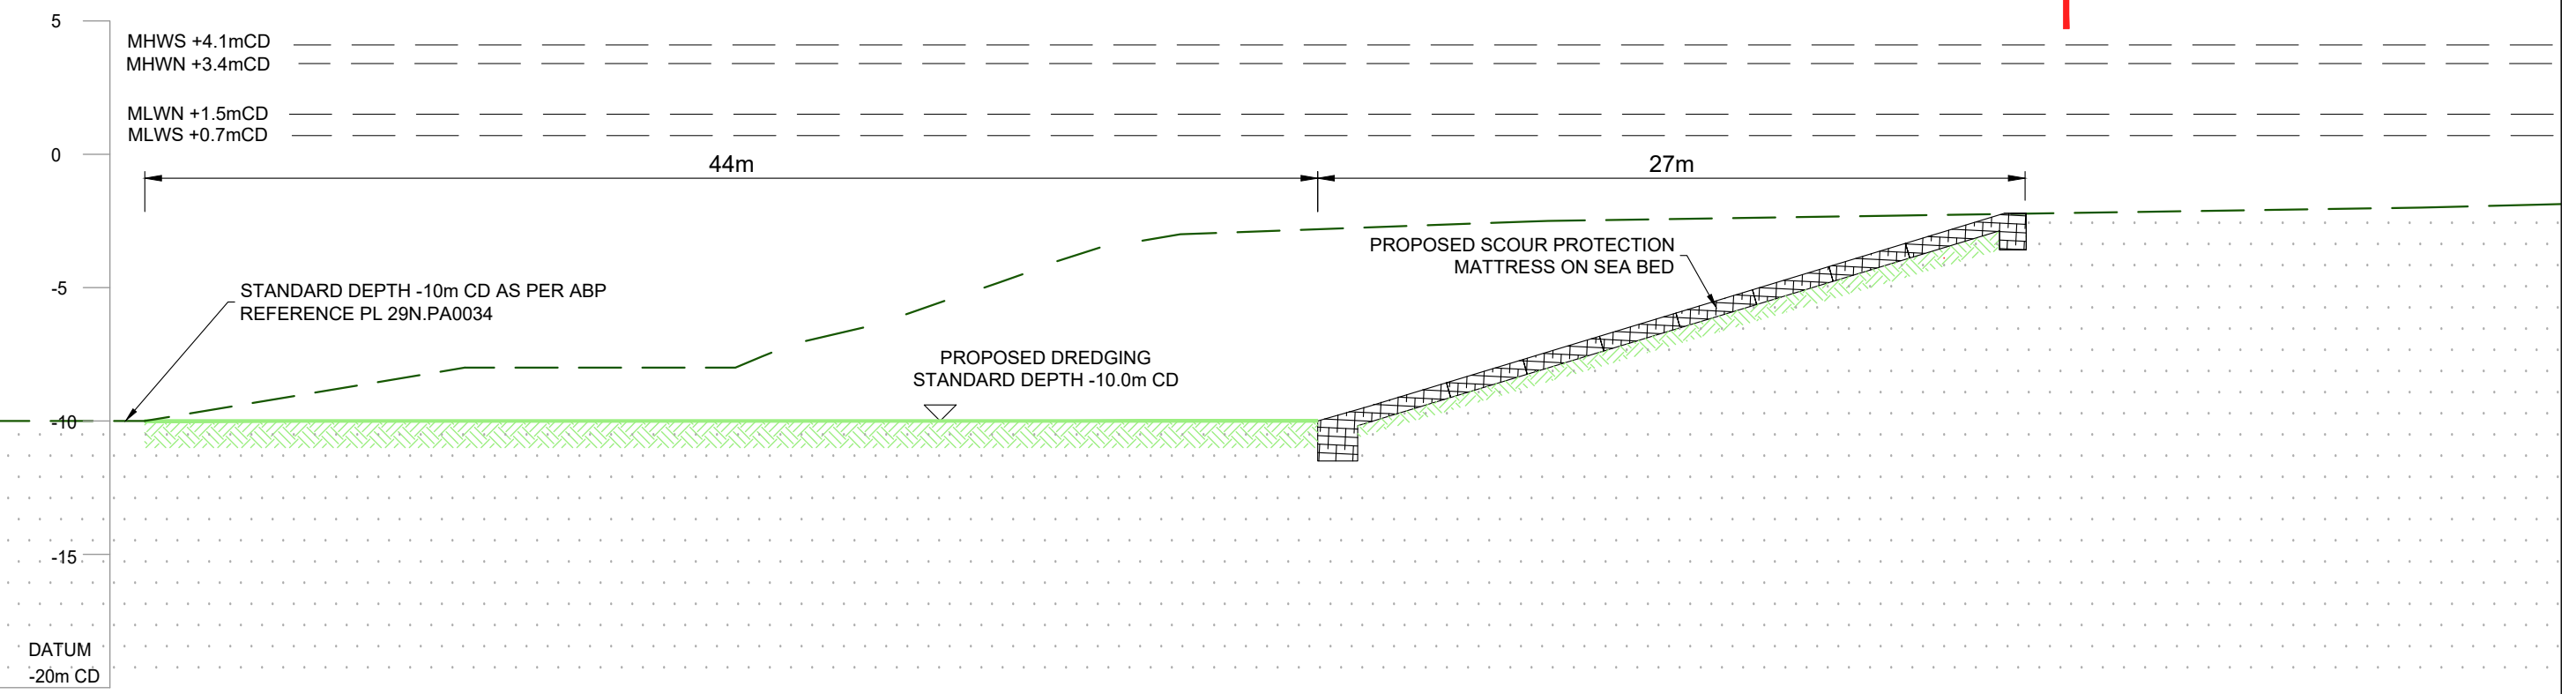 5
MHWS +4.1mCD
MHWN +3.4mCD
MLWN +1.5mCD
MLWS +0.7mCD
0
44m
27m
PROPOSED SCOUR PROTECTION
MATTRESS ON SEA BED
-5
STANDARD DEPTH -10m CD AS PER ABP
REFERENCE PL 29N.PA0034
PROPOSED DREDGING
STANDARD DEPTH -10.0m CD
-10
-15
DATUM
-20m CD